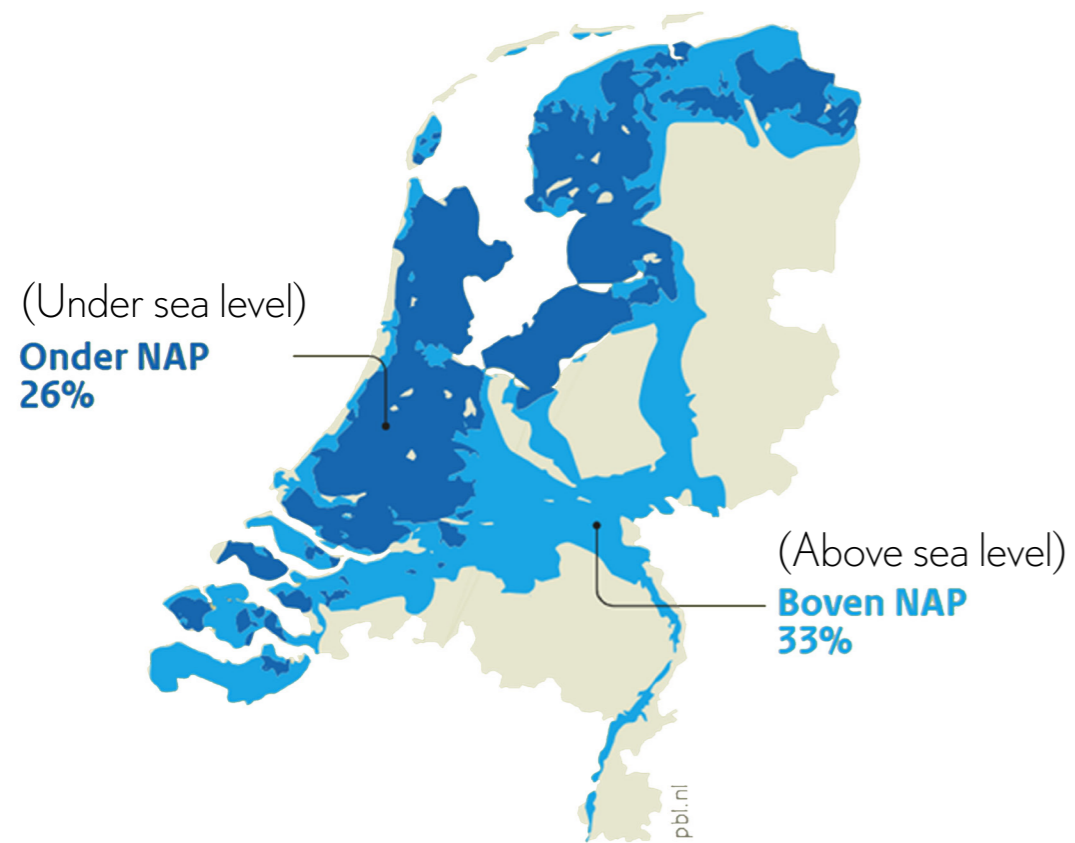 (Under sea level)
Onder NAP
26%
(Above sea level)
Boven NAP
33%
pbl.nl